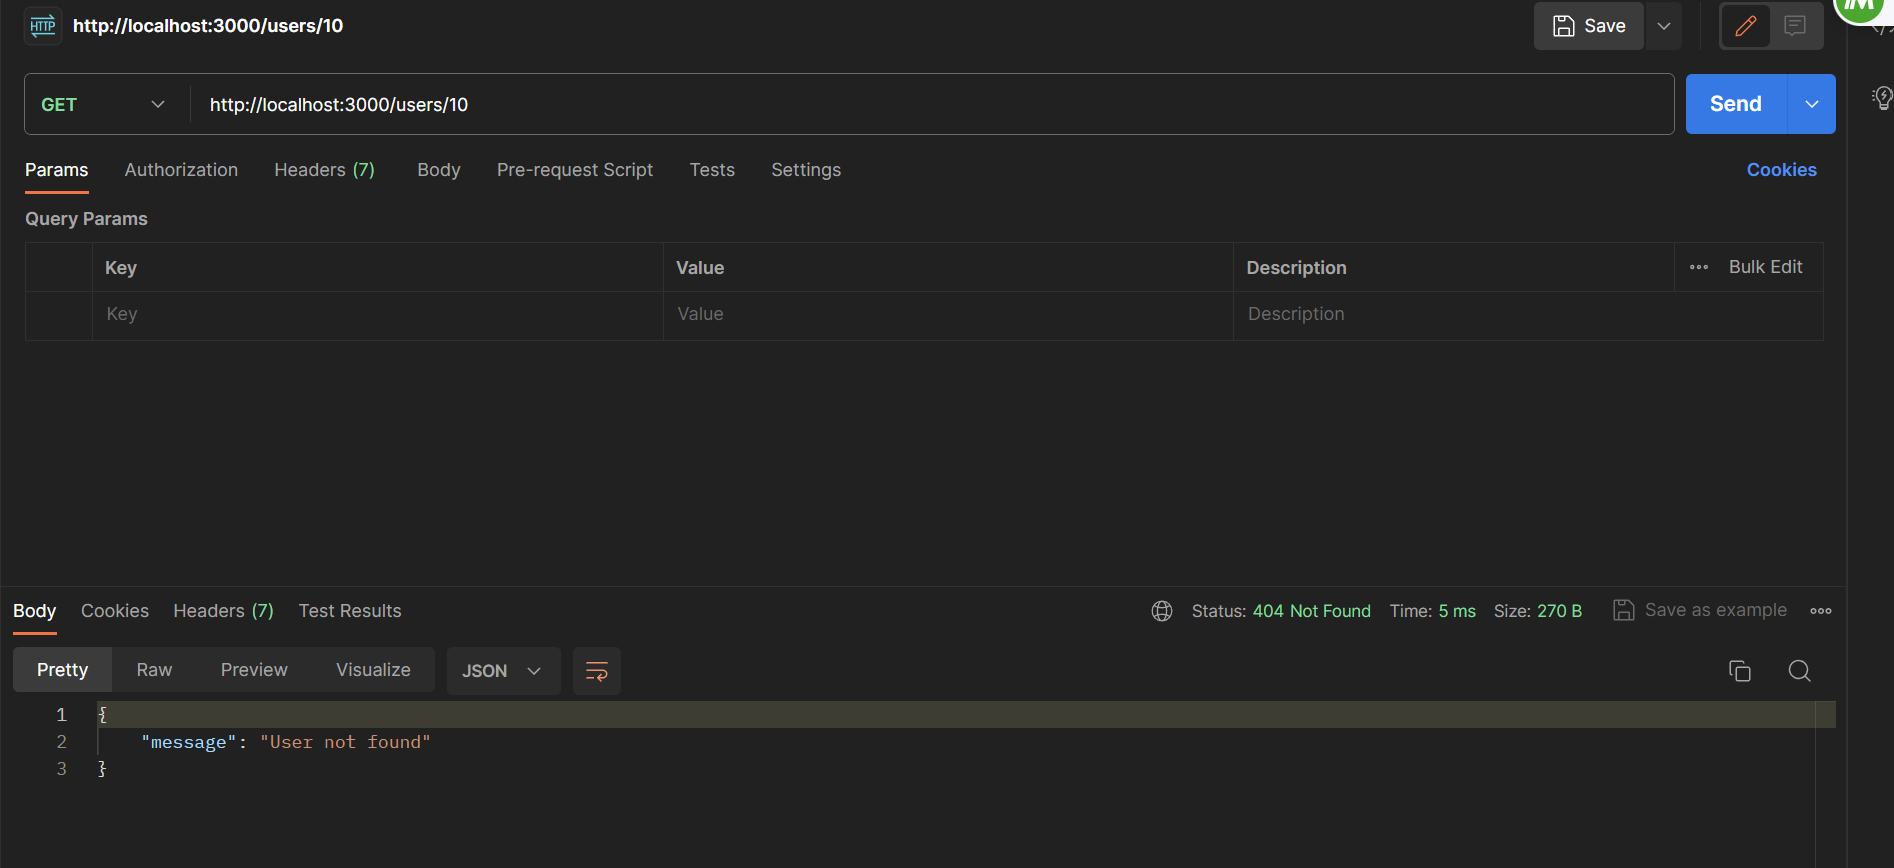 HTTP http://localhost:3000/users/10 Save
GET http://localhost:3000/users/10 Send
Params Authorization Headers (7) Body Pre-request Script Tests Settings Cookies
Query Params
Key Value Description Bulk Edit
Key Value Description
Body Cookies Headers (7) Test Results Status: 404 Not Found Time: 5 ms Size: 270 B Save as example
Pretty Raw Preview Visualize JSON
1 {
2 "message": "User not found"
3 }